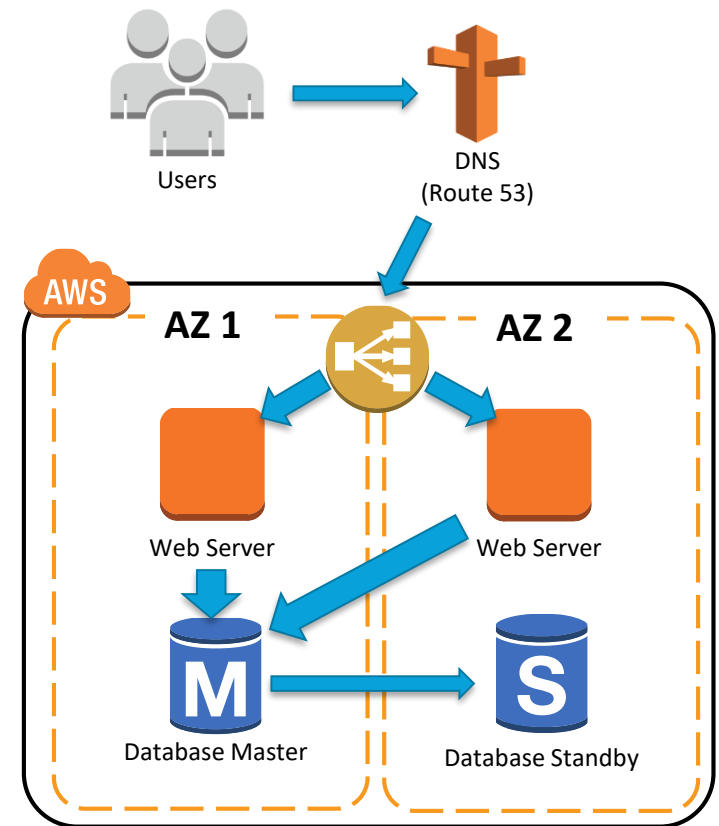 Users
DNS
(Route 53)
AWS
AZ 1
AZ 2
Web Server
Web Server
M
S
Database Master
Database Standby